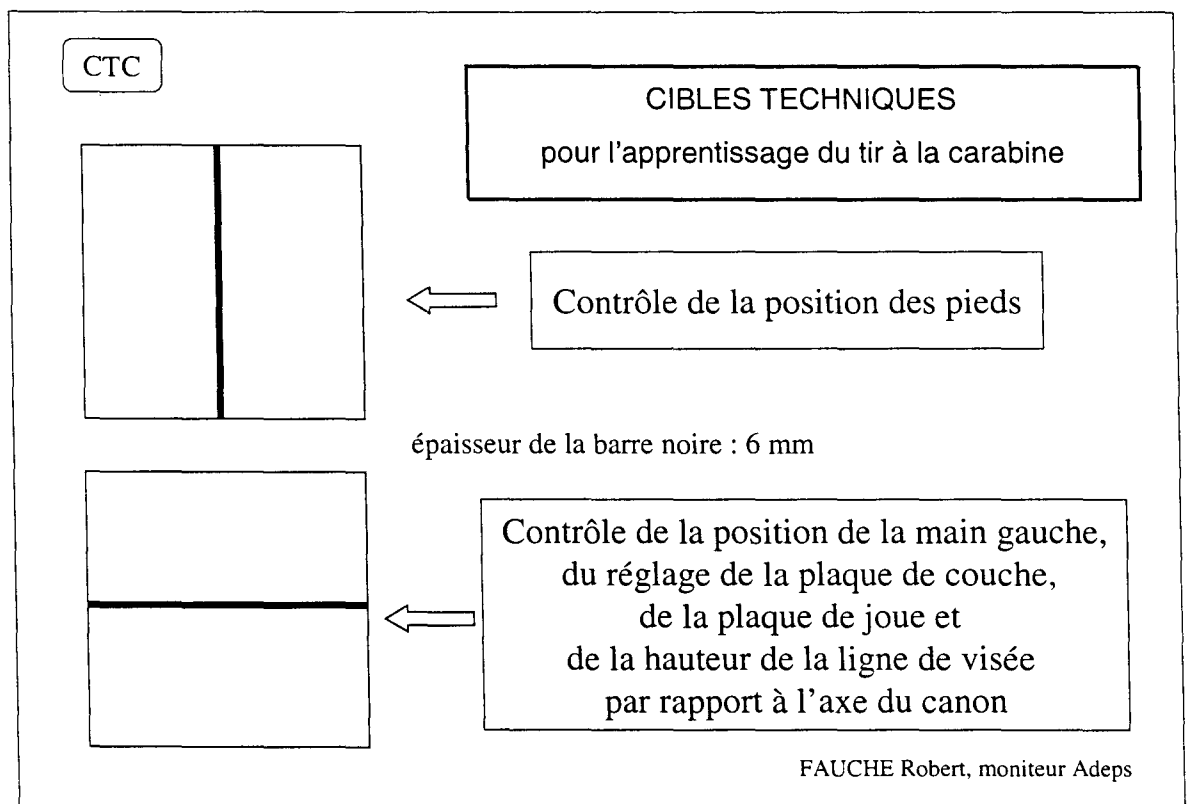 CTC
CIBLES TECHNIQUES
pour l'apprentissage du tir à la carabine
Contrôle de la position des pieds
épaisseur de la barre noire : 6 mm
Contrôle de la position de la main gauche,
du réglage de la plaque de couche,
de la plaque de joue et
de la hauteur de la ligne de visée
par rapport à l'axe du canon
FAUCHE Robert, moniteur Adeps